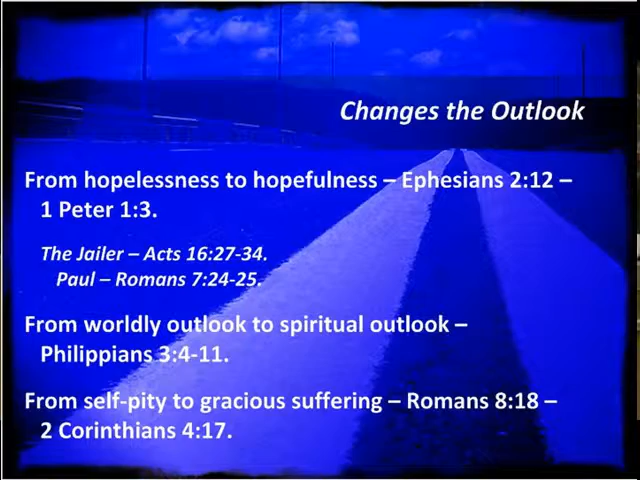 Changes the Outlook
From hopelessness to hopefulness – Ephesians 2:12 –
1 Peter 1:3.
The Jailer – Acts 16:27-34.
Paul – Romans 7:24-25.
From worldly outlook to spiritual outlook –
Philippians 3:4-11.
From self-pity to gracious suffering – Romans 8:18 –
2 Corinthians 4:17.